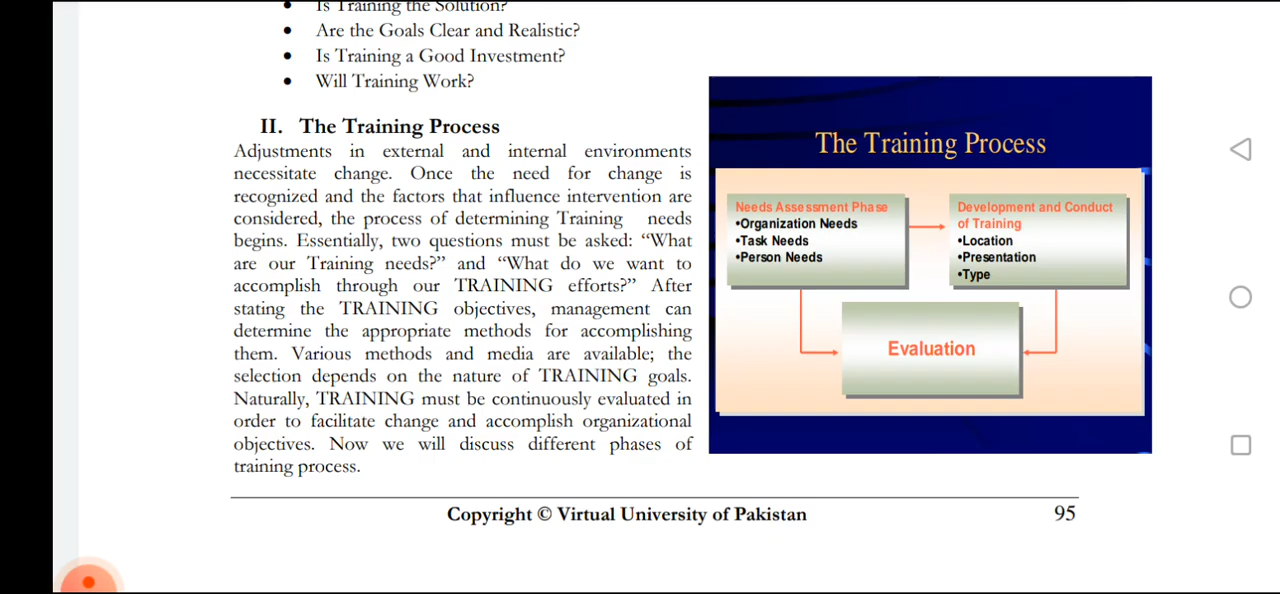 • Is Training the Solution?
• Are the Goals Clear and Realistic?
• Is Training a Good Investment?
• Will Training Work?
II. The Training Process
Adjustments in external and internal environments
necessitate change. Once the need for change is
recognized and the factors that influence intervention are
considered, the process of determining Training needs
begins. Essentially, two questions must be asked: “What
are our Training needs?” and “What do we want to
accomplish through our TRAINING efforts?” After
stating the TRAINING objectives, management can
determine the appropriate methods for accomplishing
them. Various methods and media are available; the
selection depends on the nature of TRAINING goals.
Naturally, TRAINING must be continuously evaluated in
order to facilitate change and accomplish organizational
objectives. Now we will discuss different phases of
training process.
The Training Process
Needs Assessment Phase
•Organization Needs
•Task Needs
•Person Needs
Development and Conduct
of Training
•Location
•Presentation
•Type
Evaluation
Copyright © Virtual University of Pakistan
95